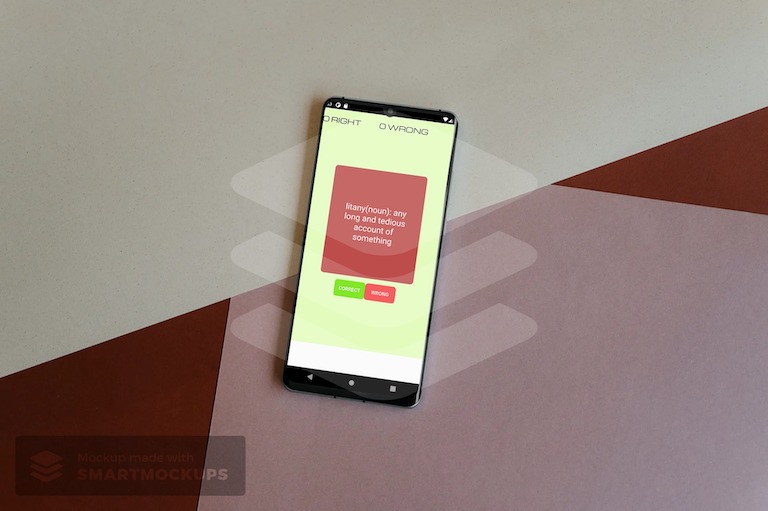 0 RIGHT 0 WRONG
litany(noun): any
long and tedious
account of
something
CORRECT WRONG
Mockup made with
SMARTMOCKUPS